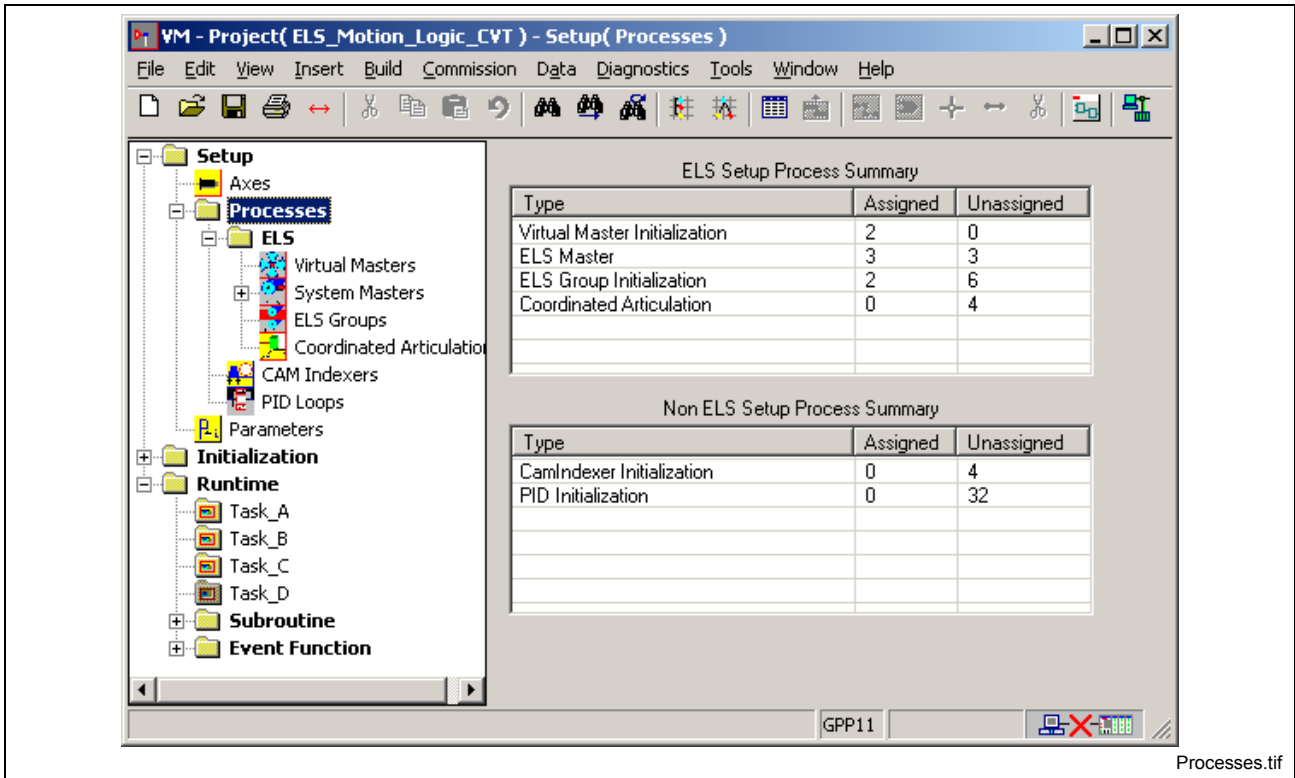 VM - Project( ELS_Motion_Logic_CVT ) - Setup( Processes )
File Edit View Insert Build Commission Data Diagnostics Tools Window Help
Setup
Axes
Processes
ELS
Virtual Masters
System Masters
ELS Groups
Coordinated Articulation
CAM Indexers
PID Loops
Parameters
Initialization
Runtime
Task_A
Task_B
Task_C
Task_D
Subroutine
Event Function
ELS Setup Process Summary
Type Assigned Unassigned
Virtual Master Initialization 2 0
ELS Master 3 3
ELS Group Initialization 2 6
Coordinated Articulation 0 4
Non ELS Setup Process Summary
Type Assigned Unassigned
CamIndexer Initialization 0 4
PID Initialization 0 32
GPP11
Processes.tif